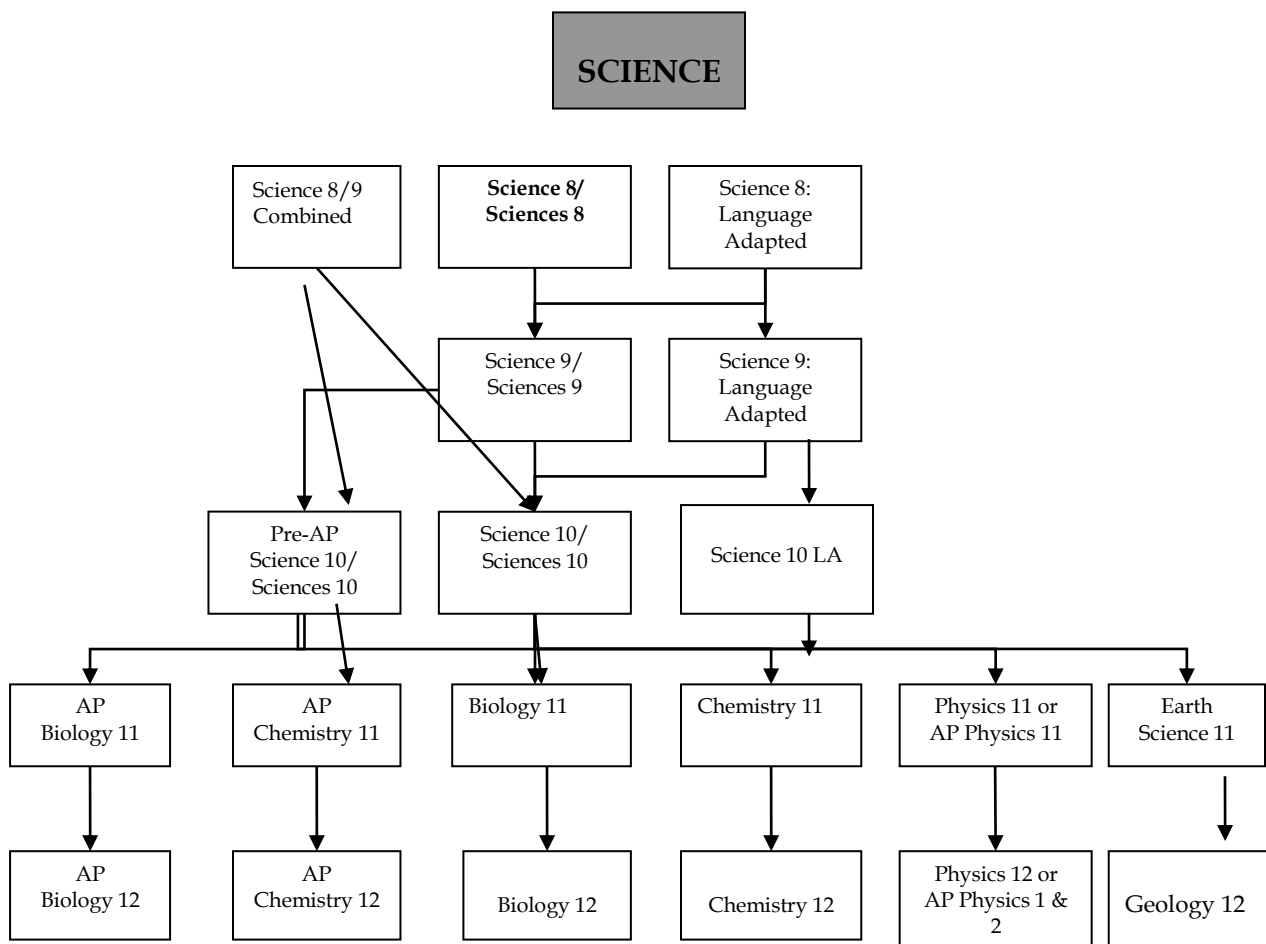 SCIENCE
Science 8/9
Combined
Science 8/
Sciences 8
Science 8:
Language
Adapted
Science 9/
Sciences 9
Science 9:
Language
Adapted
Pre-AP
Science 10/
Sciences 10
Science 10/
Sciences 10
Science 10 LA
AP
Biology 11
AP
Chemistry 11
Biology 11
Chemistry 11
Physics 11 or
AP Physics 11
Earth
Science 11
AP
Biology 12
AP
Chemistry 12
Biology 12
Chemistry 12
Physics 12 or
AP Physics 1 &
2
Geology 12